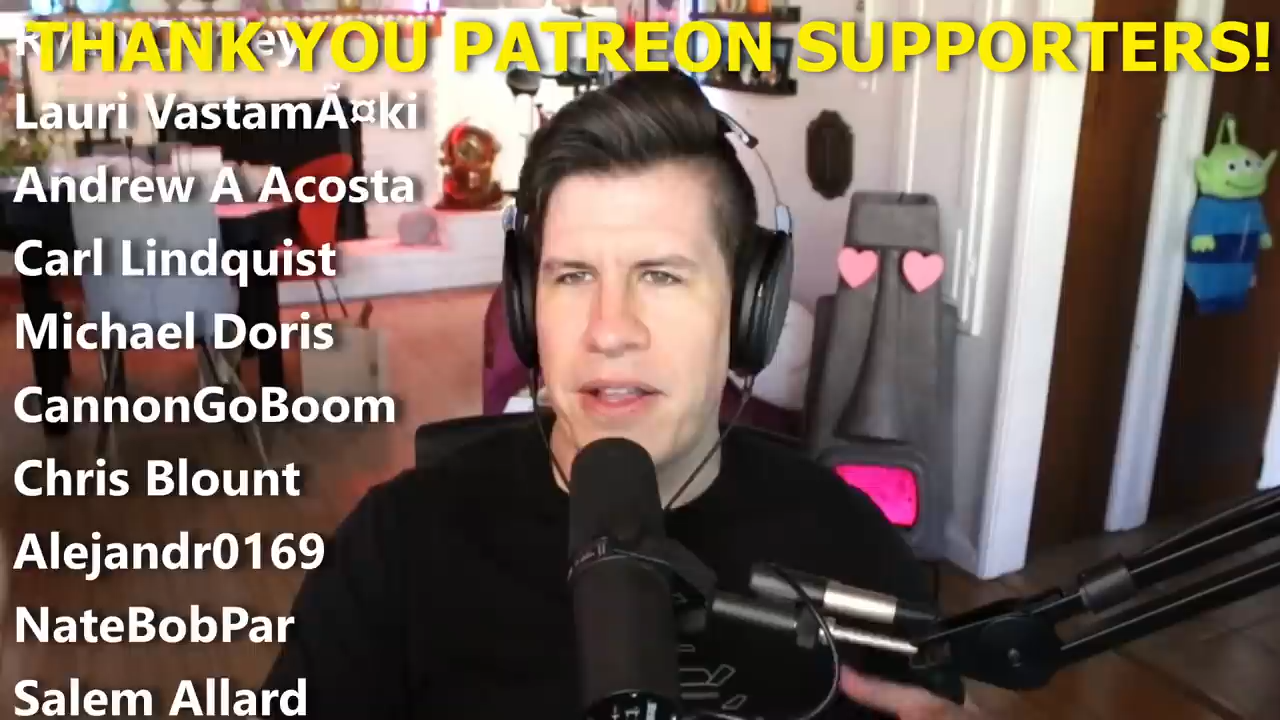 THANK YOU PATREON SUPPORTERS!
Lauri VastamÃ¤ki
Andrew A Acosta
Carl Lindquist
Michael Doris
CannonGoBoom
Chris Blount
Alejandr0169
NateBobPar
Salem Allard